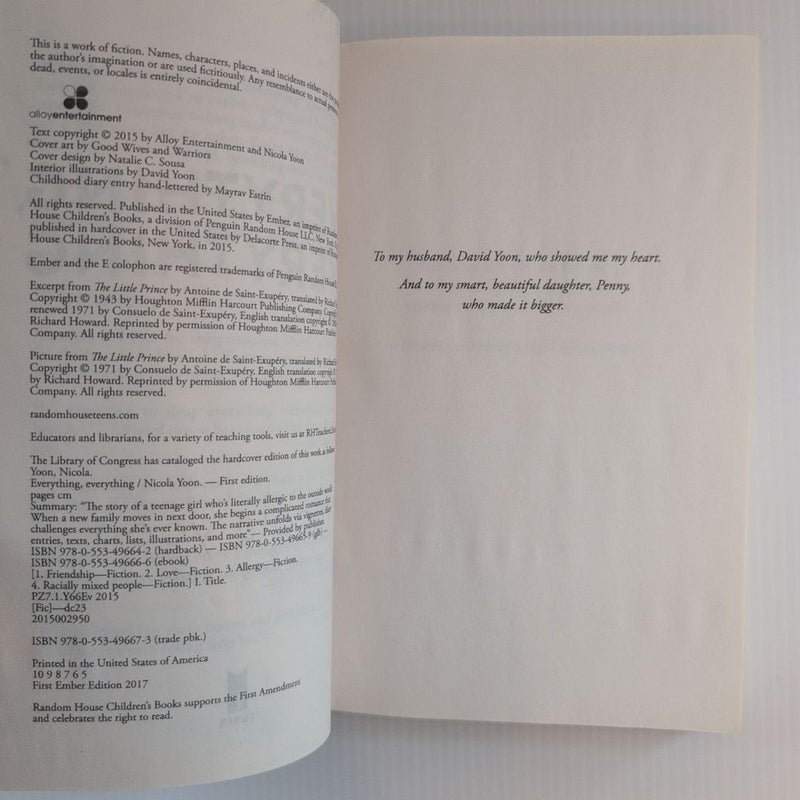 This is a work of fiction. Names, characters, places, and incidents either are the
the author's imagination or are used fictitiously. Any resemblance to actual
dead, events, or locales is entirely coincidental.
alloyentertainment
Text copyright © 2015 by Alloy Entertainment and Nicola Yoon
Cover art by Good Wives and Warriors
Cover design by Natalie C. Sousa
Interior illustrations by David Yoon
Childhood diary entry hand-lettered by Mayrav Estrin
All rights reserved. Published in the United States by Ember, an imprint of Random
House Children's Books, a division of Penguin Random House LLC, New York.
published in hardcover in the United States by Delacorte Press, an imprint of Random
House Children's Books, New York, in 2015.
Ember and the E colophon are registered trademarks of Penguin Random House
Excerpt from The Little Prince by Antoine de Saint-Exupéry, translated by Richard
Copyright © 1943 by Houghton Mifflin Harcourt Publishing Company. Copyright
renewed 1971 by Consuelo de Saint-Exupéry, English translation copyright ©
Richard Howard. Reprinted by permission of Houghton Mifflin Harcourt
Company. All rights reserved.
Picture from The Little Prince by Antoine de Saint-Exupéry, translated by
Copyright © 1971 by Consuelo de Saint-Exupéry. English translation copyright
by Richard Howard. Reprinted by permission of Houghton Mifflin Harcourt
Company. All rights reserved.
randomhouseteens.com
Educators and librarians, for a variety of teaching tools, visit us at
The Library of Congress has cataloged the hardcover edition of this work as follows
Yoon, Nicola.
Everything, everything / Nicola Yoon. — First edition.
pages cm
Summary: "The story of a teenage girl who's literally allergic to the outside world.
When a new family moves in next door, she begins a complicated romance that
challenges everything she's ever known. The narrative unfolds via vignettes, diary
entries, texts, charts, lists, illustrations, and more"— Provided by publisher.
ISBN 978-0-553-49664-2 (hardback) — ISBN 978-0-553-49665-9 (glb) —
ISBN 978-0-553-49666-6 (ebook)
[1. Friendship—Fiction. 2. Love—Fiction. 3. Allergy—Fiction.
4. Racially mixed people—Fiction.] I. Title.
PZ7.1.Y66Ev 2015
[Fic]—dc23
2015002950
ISBN 978-0-553-49667-3 (trade pbk.)
Printed in the United States of America
10 9 8 7 6 5
First Ember Edition 2017
Random House Children's Books supports the First Amendment
and celebrates the right to read.
To my husband, David Yoon, who showed me my heart.
And to my smart, beautiful daughter, Penny,
who made it bigger.